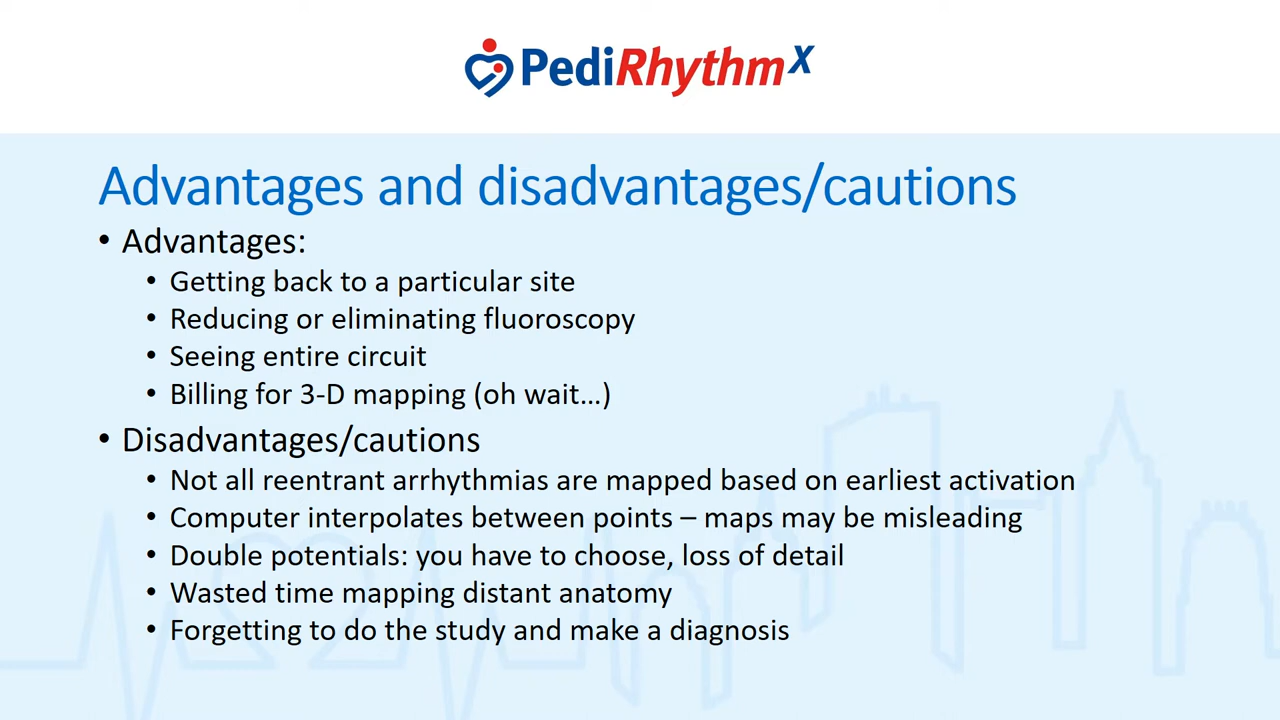 PediRhythm X
Advantages and disadvantages/cautions
• Advantages:
• Getting back to a particular site
• Reducing or eliminating fluoroscopy
• Seeing entire circuit
• Billing for 3-D mapping (oh wait...)
• Disadvantages/cautions
• Not all reentrant arrhythmias are mapped based on earliest activation
• Computer interpolates between points – maps may be misleading
• Double potentials: you have to choose, loss of detail
• Wasted time mapping distant anatomy
• Forgetting to do the study and make a diagnosis